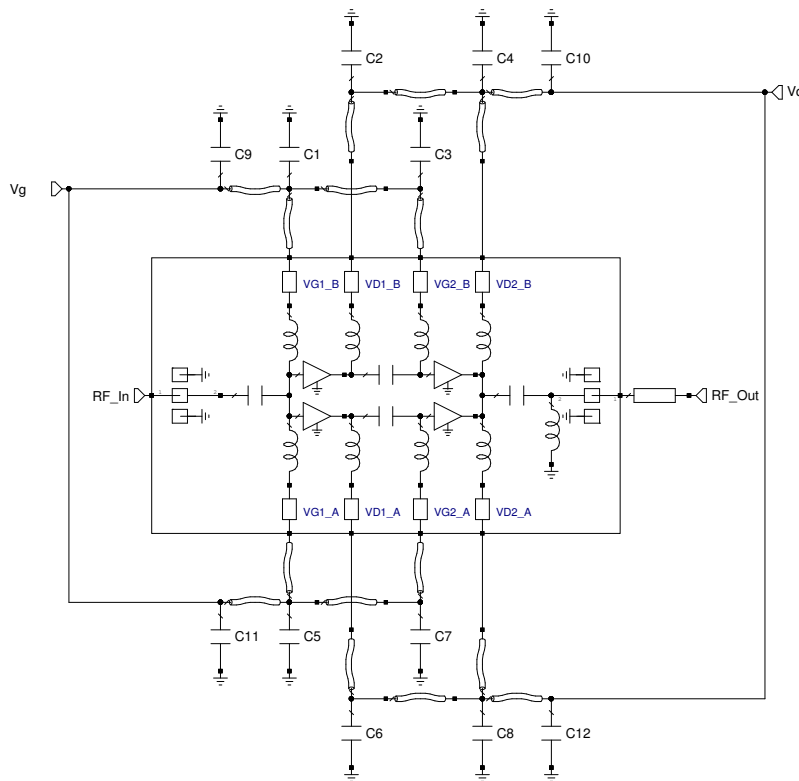 C2 C4 C10
Vd
C9 C1 C3
Vg
VG1_B VD1_B VG2_B VD2_B
RF_In RF_Out
VG1_A VD1_A VG2_A VD2_A
C11 C5 C7
C6 C8 C12